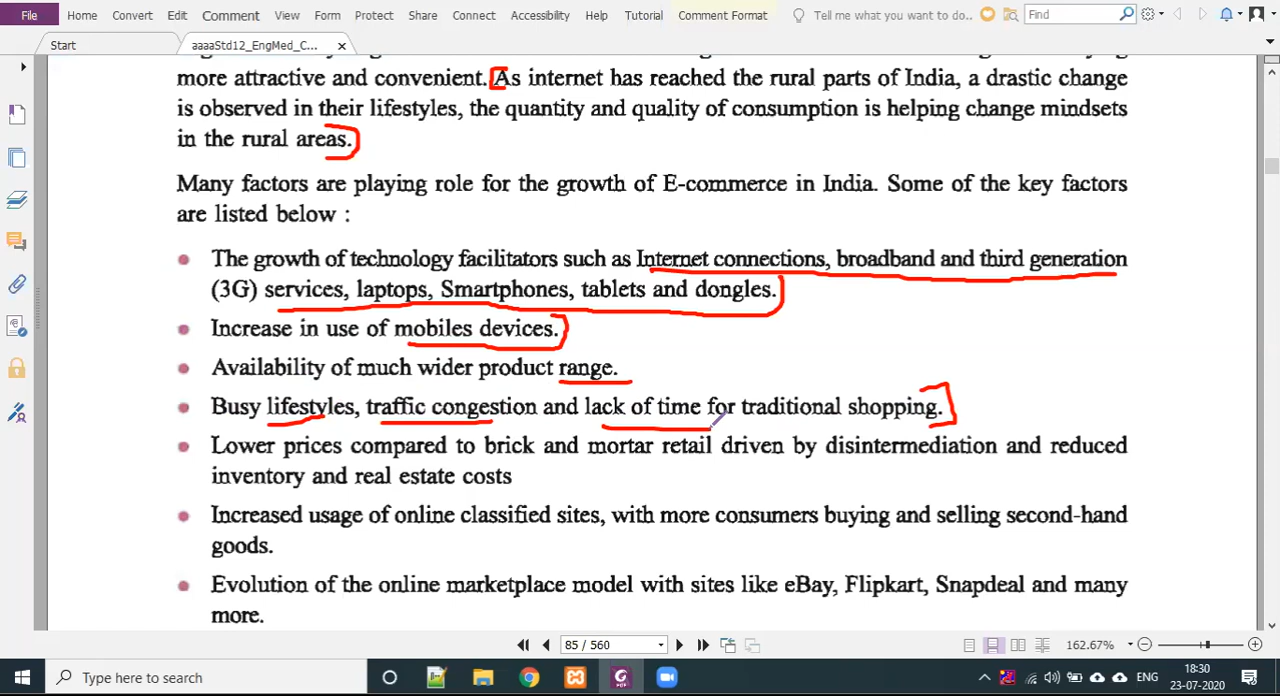 File Home Convert Edit Comment View Form Protect Share Connect Accessibility Help Tutorial Comment Format Tell me what you want to do.. Find
Start aaaaStd12_EngMed_C...
more attractive and convenient. As internet has reached the rural parts of India, a drastic change
is observed in their lifestyles, the quantity and quality of consumption is helping change mindsets
in the rural areas.
Many factors are playing role for the growth of E-commerce in India. Some of the key factors
are listed below :
The growth of technology facilitators such as Internet connections, broadband and third generation
(3G) services, laptops, Smartphones, tablets and dongles.
Increase in use of mobiles devices.
Availability of much wider product range.
Busy lifestyles, traffic congestion and lack of time for traditional shopping.
Lower prices compared to brick and mortar retail driven by disintermediation and reduced
inventory and real estate costs
Increased usage of online classified sites, with more consumers buying and selling second-hand
goods.
Evolution of the online marketplace model with sites like eBay, Flipkart, Snapdeal and many
more.
85 / 560 162.67%
Type here to search ENG 18:30
23-07-2020